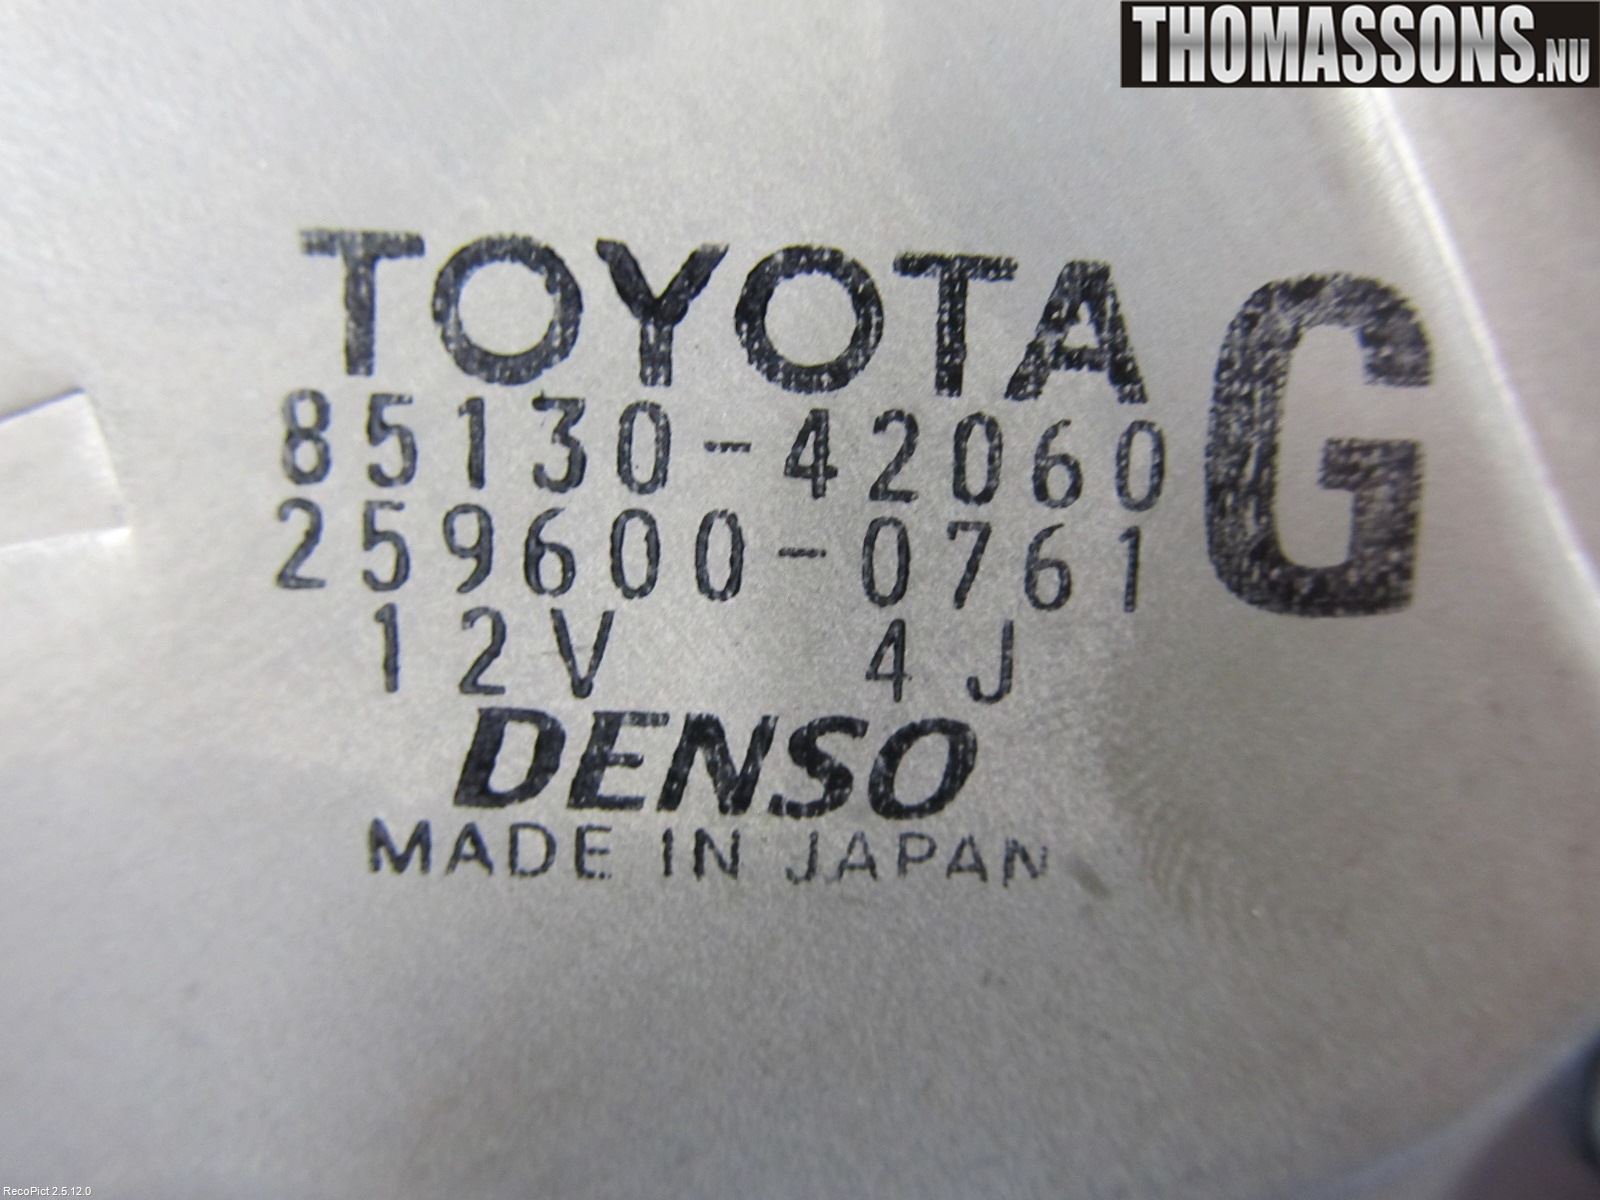 THOMASSONS.NU
TOYOTA G
85130-42060
259600-0761
12V 4J
DENSO
MADE IN JAPAN
RecoPict 2.5.12.0